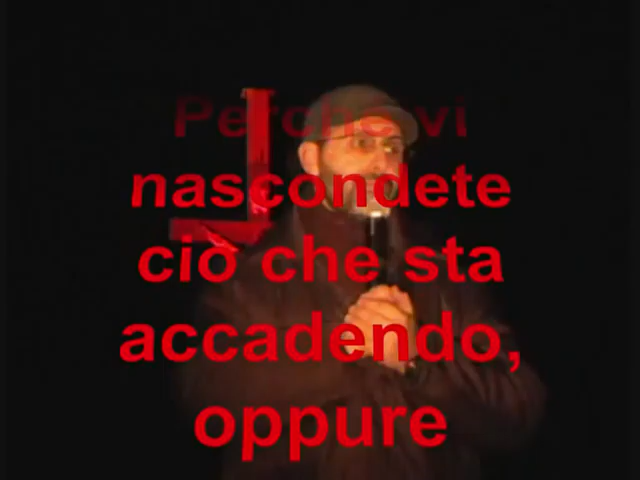 Perché vi
nascondete
ciò che sta
accadendo,
oppure